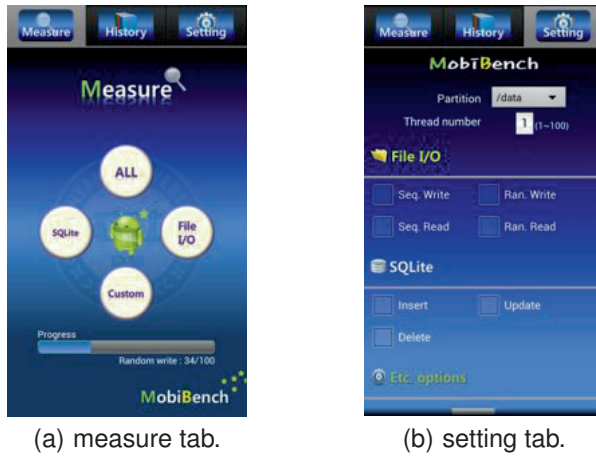 Measure History Setting
Measure
ALL
SQLite
File
I/O
Custom
Progress
Random write : 34/100
MobiBench
(a) measure tab.
Measure History Setting
MobiBench
Partition /data
Thread number 1 (1~100)
File I/O
Seq. Write Ran. Write
Seq. Read Ran. Read
SQLite
Insert Update
Delete
Etc. options
(b) setting tab.